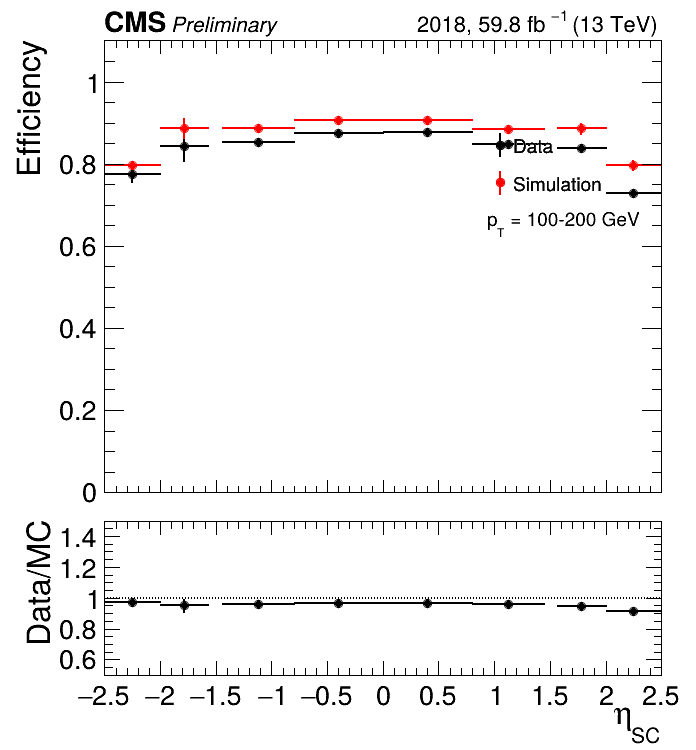 CMS Preliminary 2018, 59.8 fb⁻¹ (13 TeV)
Efficiency
1
0.8
0.6
0.4
0.2
0
Data
Simulation
p_T = 100-200 GeV
Data/MC
1.4
1.2
1
0.8
0.6
−2.5 −2 −1.5 −1 −0.5 0 0.5 1 1.5 2 2.5
η_SC